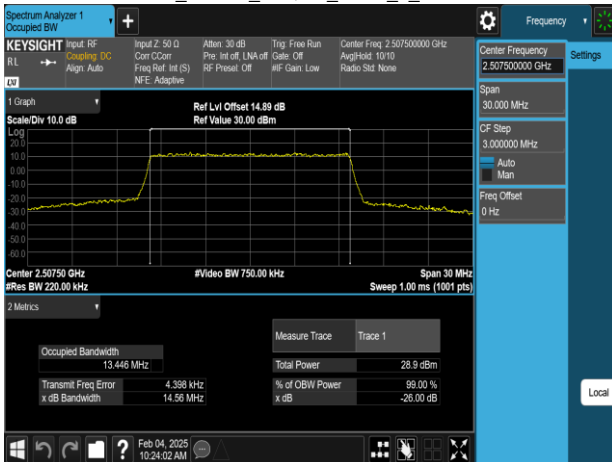 Spectrum Analyzer 1
Occupied BW
Frequency
KEYSIGHT
RL
Input: RF
Coupling: DC
Align: Auto
Input Z: 50 Ω
Corr CCorr
Freq Ref: Int (S)
NFE: Adaptive
Atten: 30 dB
Pre: Int off, LNA off
RF Preset: Off
Trig: Free Run
Gate: Off
#IF Gain: Low
Center Freq: 2.507500000 GHz
Avg|Hold: 10/10
Radio Std: None
LXI
Center Frequency
2.507500000 GHz
Settings
Span
30.000 MHz
CF Step
3.000000 MHz
Auto
Man
Freq Offset
0 Hz
Local
1 Graph
Scale/Div 10.0 dB
Ref Lvl Offset 14.89 dB
Ref Value 30.00 dBm
Log
20.0
10.0
0.00
-10.0
-20.0
-30.0
-40.0
-50.0
-60.0
Center 2.50750 GHz
#Video BW 750.00 kHz
Span 30 MHz
#Res BW 220.00 kHz
Sweep 1.00 ms (1001 pts)
2 Metrics
Measure Trace Trace 1
Occupied Bandwidth
13.446 MHz
Total Power 28.9 dBm
Transmit Freq Error 4.398 kHz
% of OBW Power 99.00 %
x dB Bandwidth 14.56 MHz
x dB -26.00 dB
?
Feb 04, 2025
10:24:02 AM